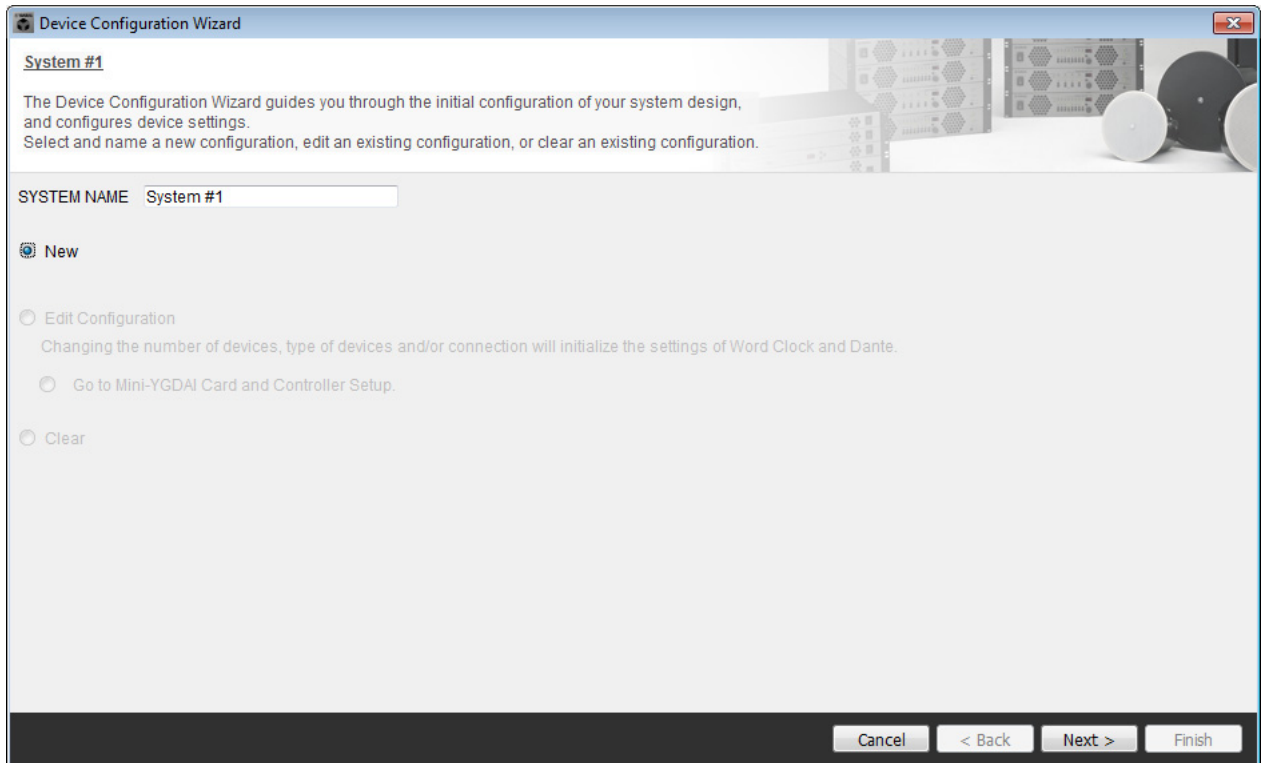 Device Configuration Wizard
System #1
The Device Configuration Wizard guides you through the initial configuration of your system design,
and configures device settings.
Select and name a new configuration, edit an existing configuration, or clear an existing configuration.
SYSTEM NAME System #1
New
Edit Configuration
Changing the number of devices, type of devices and/or connection will initialize the settings of Word Clock and Dante.
Go to Mini-YGDAI Card and Controller Setup.
Clear
Cancel < Back Next > Finish